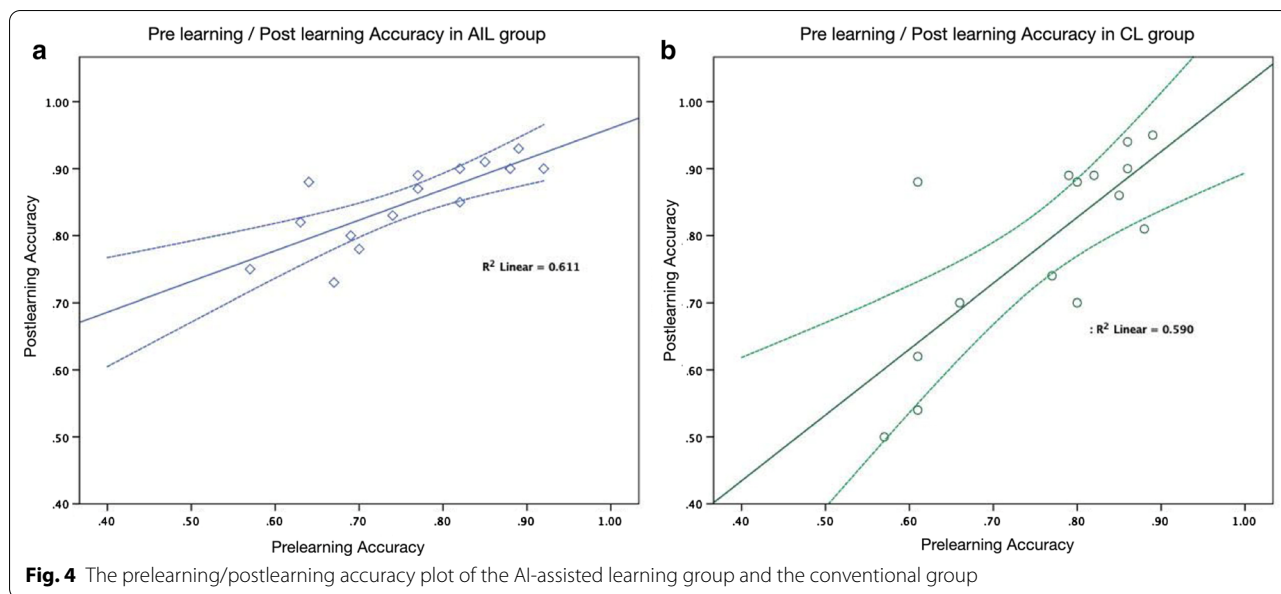 a
Pre learning / Post learning Accuracy in AIL group
Postlearning Accuracy
1.00
.90
.80
.70
.60
.50
.40
R² Linear = 0.611
.40 .50 .60 .70 .80 .90 1.00
Prelearning Accuracy
b
Pre learning / Post learning Accuracy in CL group
Postlearning Accuracy
1.00
.90
.80
.70
.60
.50
.40
: R² Linear = 0.590
.40 .50 .60 .70 .80 .90 1.00
Prelearning Accuracy
Fig. 4 The prelearning/postlearning accuracy plot of the AI-assisted learning group and the conventional group